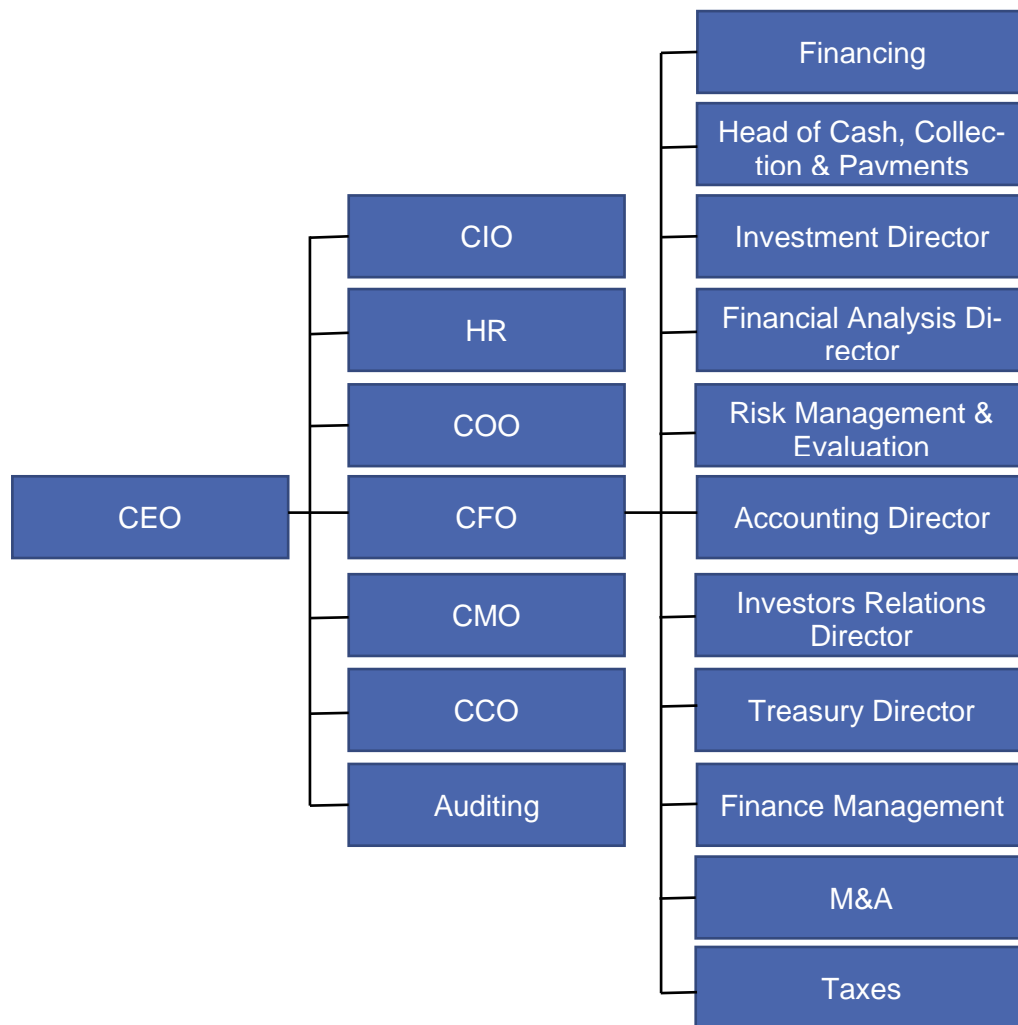 CEO
CIO
HR
COO
CFO
CMO
CCO
Auditing
Financing
Head of Cash, Collec-
tion & Payments
Investment Director
Financial Analysis Di-
rector
Risk Management &
Evaluation
Accounting Director
Investors Relations
Director
Treasury Director
Finance Management
M&A
Taxes